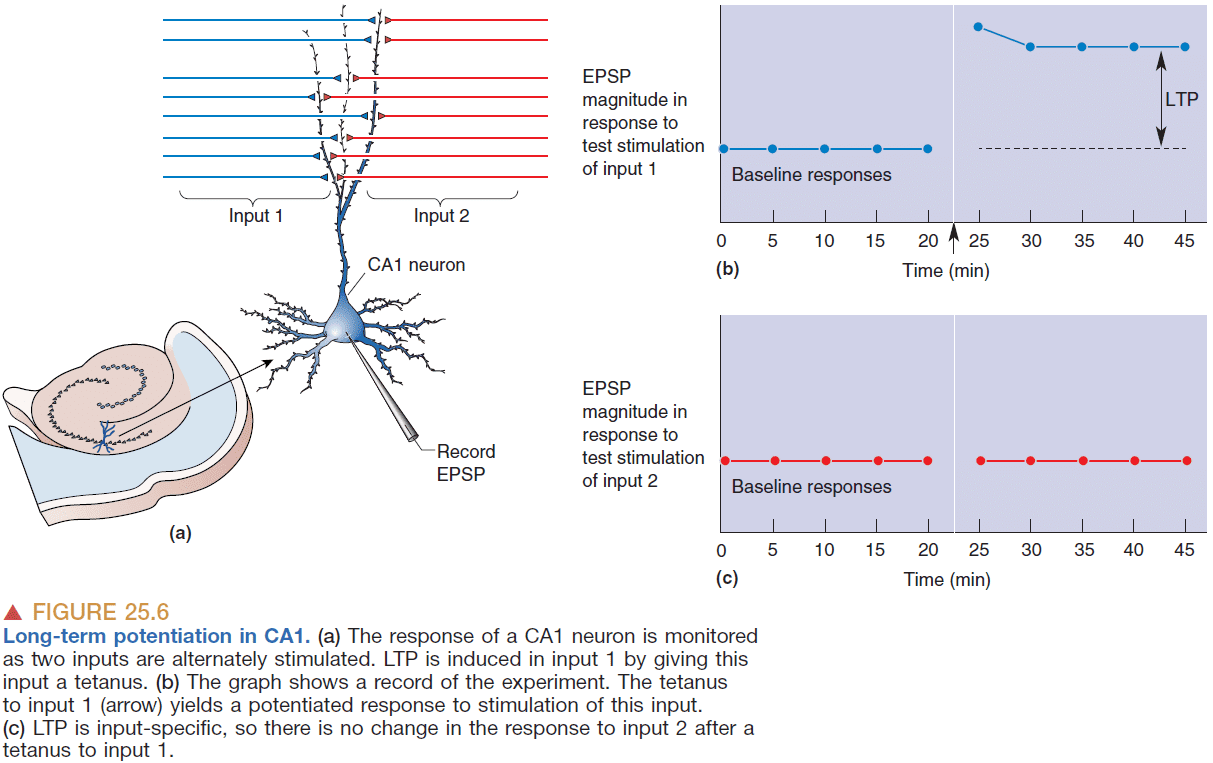 Input 1
Input 2
CA1 neuron
Record
EPSP
(a)
EPSP
magnitude in
response to
test stimulation
of input 1
LTP
Baseline responses
0 5 10 15 20 25 30 35 40 45
(b)
Time (min)
EPSP
magnitude in
response to
test stimulation
of input 2
Baseline responses
0 5 10 15 20 25 30 35 40 45
(c)
Time (min)
▲ FIGURE 25.6
Long-term potentiation in CA1. (a) The response of a CA1 neuron is monitored
as two inputs are alternately stimulated. LTP is induced in input 1 by giving this
input a tetanus. (b) The graph shows a record of the experiment. The tetanus
to input 1 (arrow) yields a potentiated response to stimulation of this input.
(c) LTP is input-specific, so there is no change in the response to input 2 after a
tetanus to input 1.